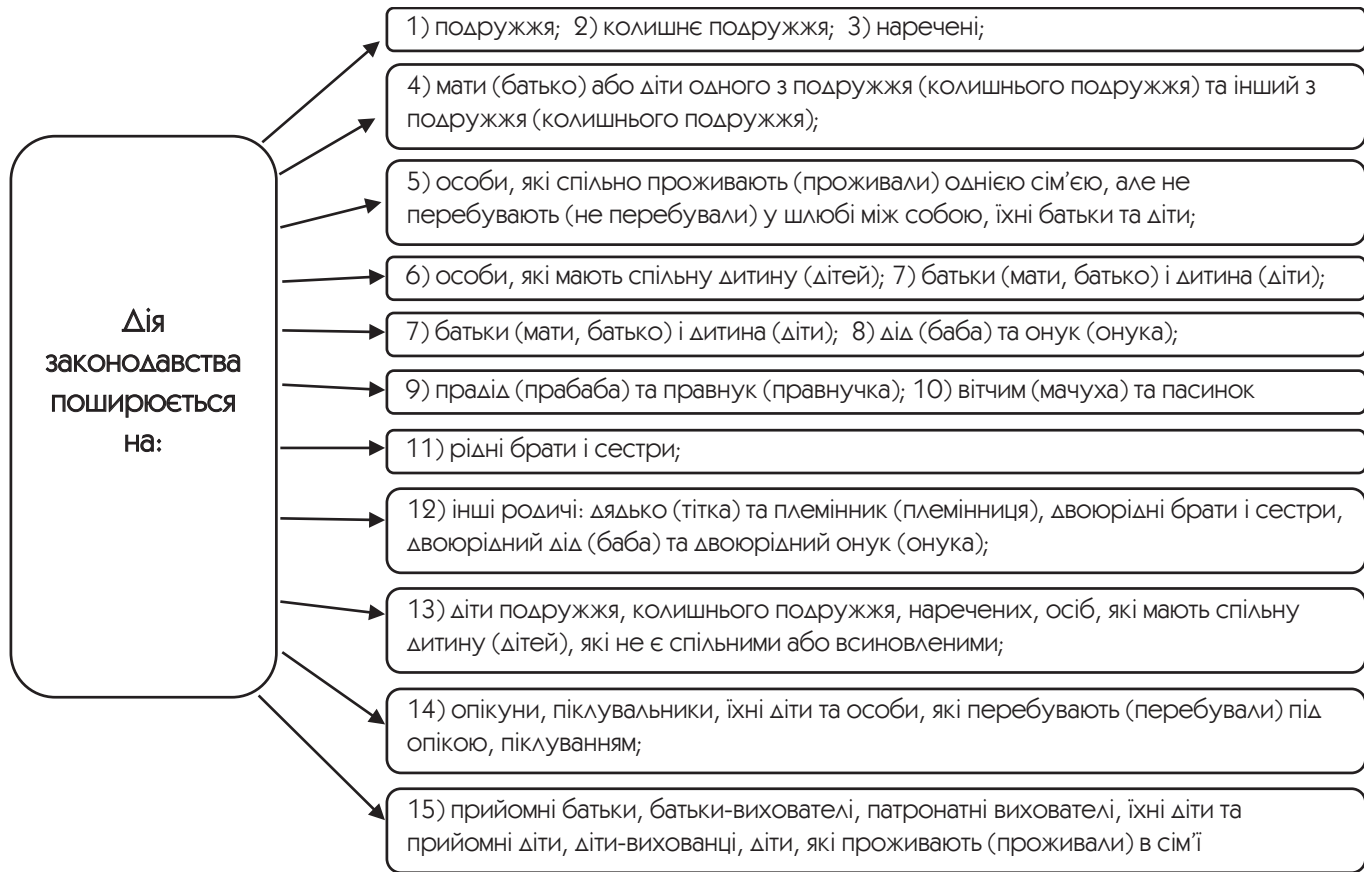 Дія
законодавства
поширюється
на:
1) подружжя; 2) колишнє подружжя; 3) наречені;
4) мати (батько) або діти одного з подружжя (колишнього подружжя) та інший з
подружжя (колишнього подружжя);
5) особи, які спільно проживають (проживали) однією сім’єю, але не
перебувають (не перебували) у шлюбі між собою, їхні батьки та діти;
6) особи, які мають спільну дитину (дітей); 7) батьки (мати, батько) і дитина (діти);
7) батьки (мати, батько) і дитина (діти); 8) дід (баба) та онук (онука);
9) прадід (прабаба) та правнук (правнучка); 10) вітчим (мачуха) та пасинок
11) рідні брати і сестри;
12) інші родичі: дядько (тітка) та племінник (племінниця), двоюрідні брати і сестри,
двоюрідний дід (баба) та двоюрідний онук (онука);
13) діти подружжя, колишнього подружжя, наречених, осіб, які мають спільну
дитину (дітей), які не є спільними або всиновленими;
14) опікуни, піклувальники, їхні діти та особи, які перебувають (перебували) під
опікою, піклуванням;
15) прийомні батьки, батьки-вихователі, патронатні вихователі, їхні діти та
прийомні діти, діти-вихованці, діти, які проживають (проживали) в сім’ї